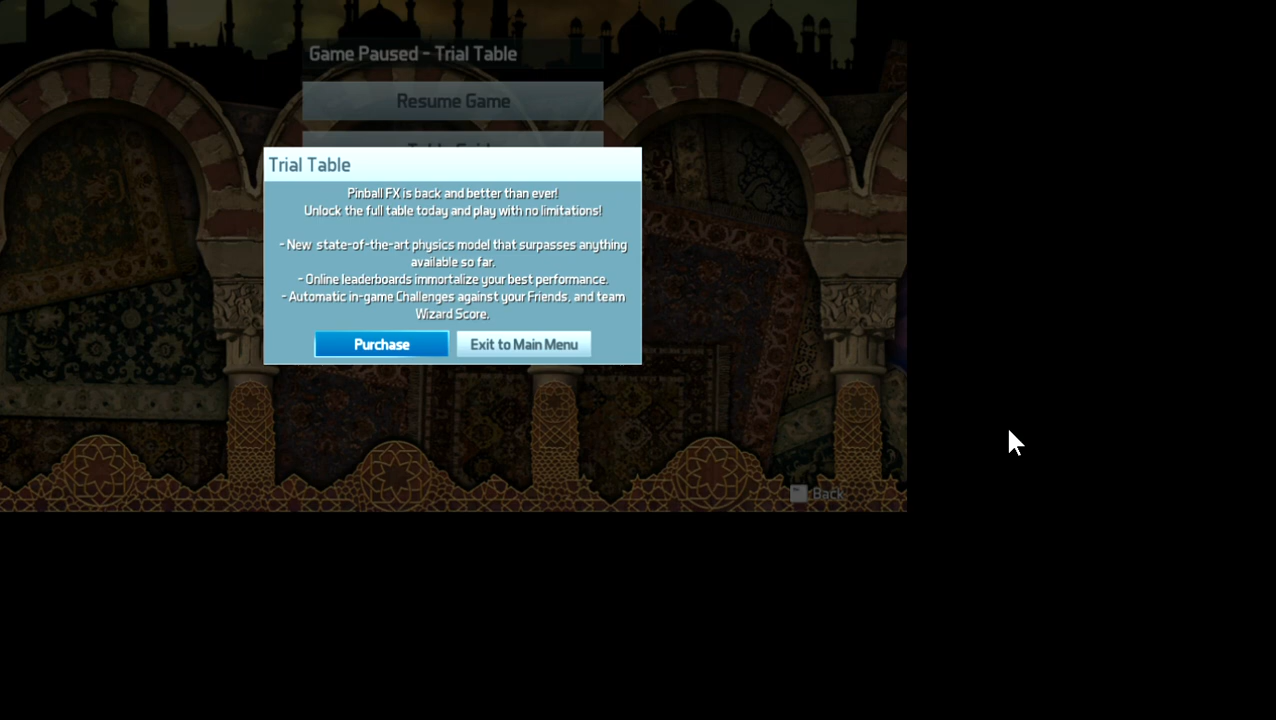 Game Paused - Trial Table
Resume Game
Trial Table
Pinball FX is back and better than ever!
Unlock the full table today and play with no limitations!
- New state-of-the-art physics model that surpasses anything
available so far.
- Online leaderboards immortalize your best performance.
- Automatic in-game Challenges against your Friends, and team
Wizard Score.
Purchase
Exit to Main Menu
Back